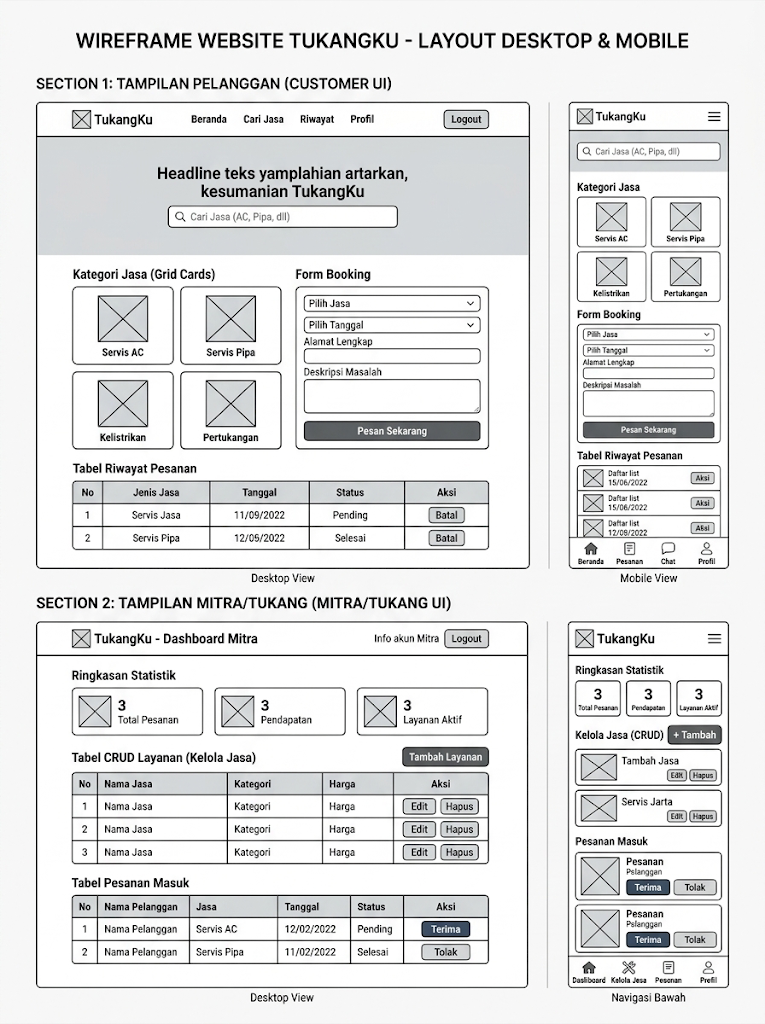 WIREFRAME WEBSITE TUKANGKU - LAYOUT DESKTOP & MOBILE
SECTION 1: TAMPILAN PELANGGAN (CUSTOMER UI)
TukangKu
Beranda Cari Jasa Riwayat Profil
Logout
Headline teks yamplahian artarkan,
kesumanian TukangKu
Cari Jasa (AC, Pipa, dll)
Kategori Jasa (Grid Cards)
Servis AC
Servis Pipa
Kelistrikan
Pertukangan
Form Booking
Pilih Jasa
Pilih Tanggal
Alamat Lengkap
Deskripsi Masalah
Pesan Sekarang
Tabel Riwayat Pesanan
No Jenis Jasa Tanggal Status Aksi
1 Servis Jasa 11/09/2022 Pending Batal
2 Servis Pipa 12/05/2022 Selesai Batal
Desktop View
TukangKu
Cari Jasa (AC, Pipa, dll)
Kategori Jasa
Servis AC
Servis Pipa
Kelistrikan
Pertukangan
Form Booking
Pilih Jasa
Pilih Tanggal
Alamat Lengkap
Deskripai Masalah
Pesan Sekarang
Tabel Riwayat Pesanan
Daftar list
15/06/2022
Aksi
Daftar list
15/06/2022
Aksi
Daftar list
12/09/2022
Aksi
Beranda Pesanan Chat Profil
Mobile View
SECTION 2: TAMPILAN MITRA/TUKANG (MITRA/TUKANG UI)
TukangKu - Dashboard Mitra
Info akun Mitra
Logout
Ringkasan Statistik
3
Total Pesanan
3
Pendapatan
3
Layanan Aktif
Tabel CRUD Layanan (Kelola Jasa)
Tambah Layanan
No Nama Jasa Kategori Harga Aksi
1 Nama Jasa Kategori Harga Edit Hapus
2 Nama Jasa Kategori Harga Edit Hapus
3 Nama Jasa Kategori Harga Edit Hapus
Tabel Pesanan Masuk
No Nama Pelanggan Jasa Tanggal Status Aksi
1 Nama Pelanggan Servis AC 12/02/2022 Pending Terima
2 Nama Pelanggan Servis Pipa 11/02/2022 Selesai Tolak
Desktop View
TukangKu
Ringkasan Statistik
3
Total Pesanan
3
Pendapatan
3
Layanan Aktif
Kelola Jasa (CRUD)
+ Tambah
Tambah Jasa
Edit Hapus
Servis Jarta
Edit Hapus
Pesanan Masuk
Pesanan
Pslanggan
Terima Tolak
Pesanan
Pslanggan
Terima Tolak
DasIboard Kelola Jesa Pesenan Prefil
Navigasi Bawah